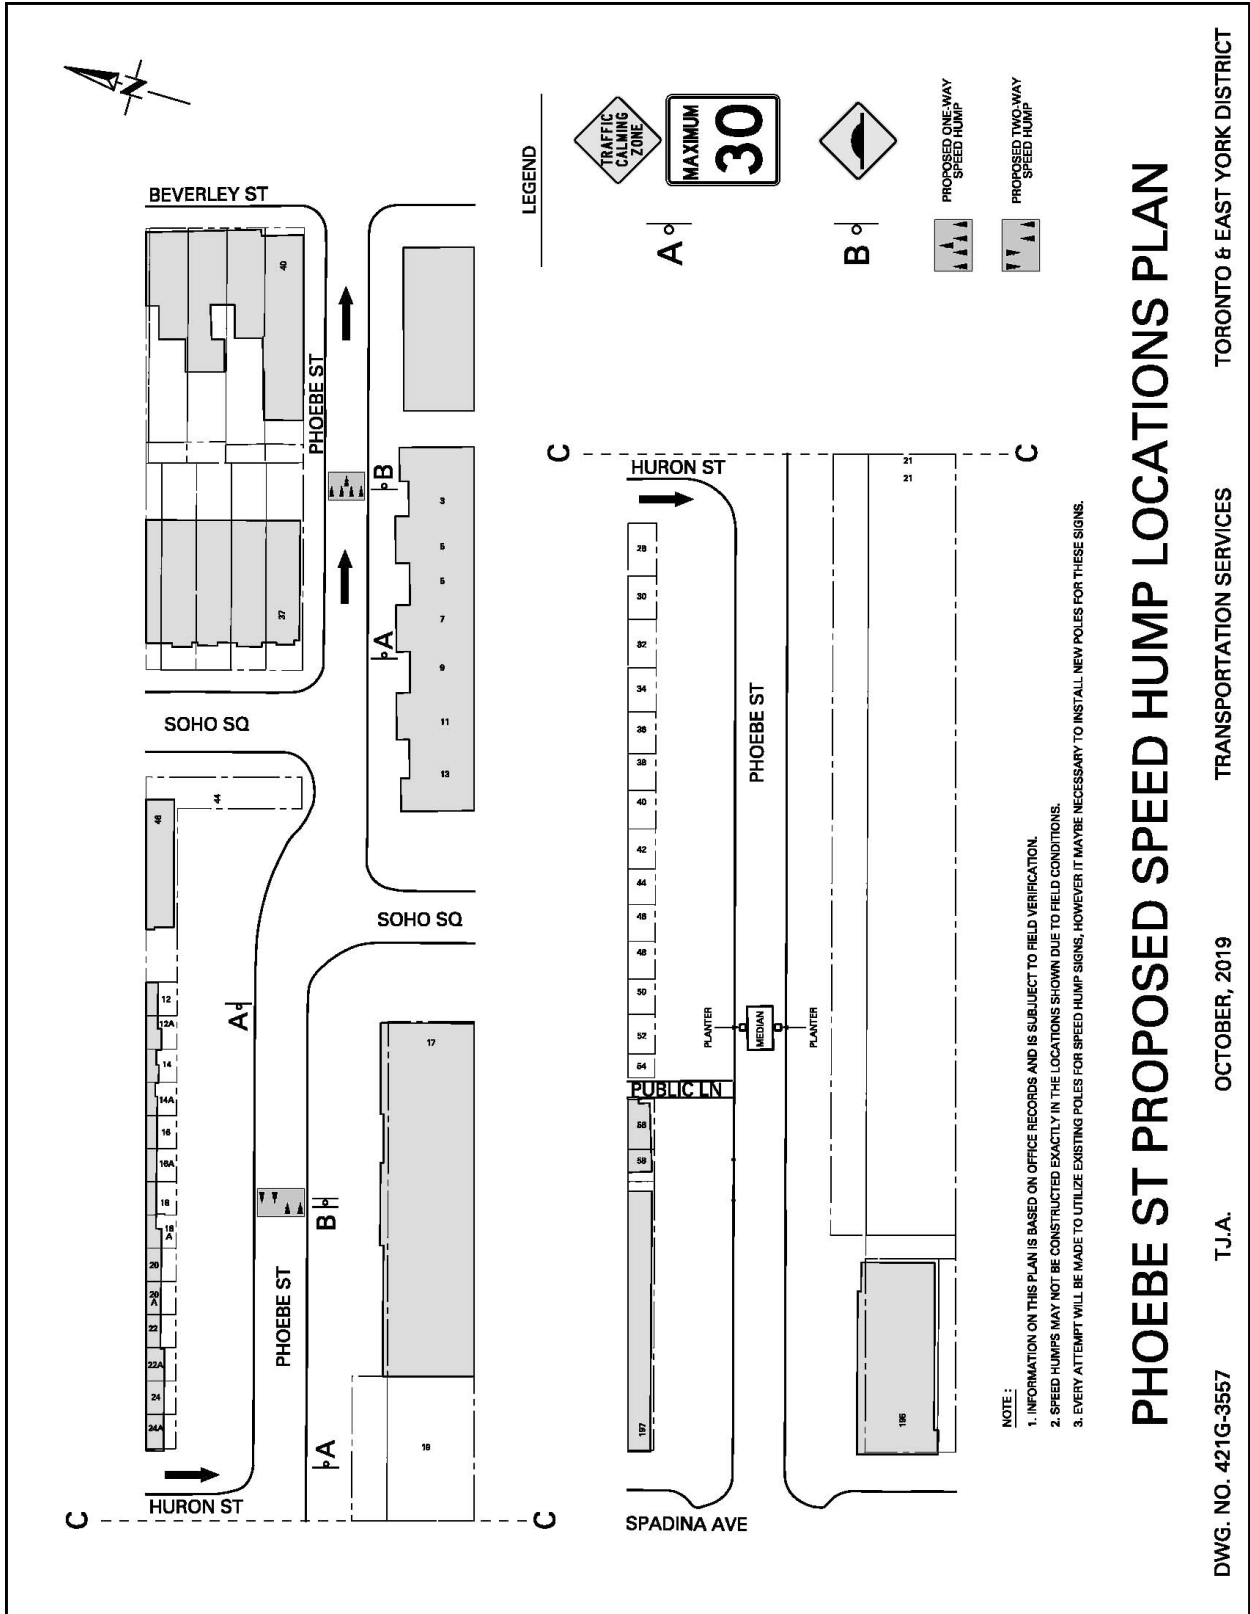 BEVERLEY ST
40
PHOEBE ST
37
SOHO SQ
44
46
B
3
5
5
7
A
9
11
13
SOHO SQ
A
12
12A
14
14A
16
16A
18
18
A
20
20
A
22
22A
24
24A
17
B
PHOEBE ST
A
19
HURON ST
C
C
LEGEND
A
TRAFFIC
CALMING
ZONE
MAXIMUM
30
B
PROPOSED ONE-WAY
SPEED HUMP
PROPOSED TWO-WAY
SPEED HUMP
C
C
HURON ST
21
21
28
30
32
34
36
38
40
42
44
46
48
50
52
54
PHOEBE ST
PLANTER
MEDIAN
PLANTER
PUBLIC LN
56
58
197
SPADINA AVE
NOTE :
1. INFORMATION ON THIS PLAN IS BASED ON OFFICE RECORDS AND IS SUBJUECT TO FIELD VERIFICATION.
2. SPEED HUMPS MAY NOT BE CONSTRUCTED EXACTLY IN THE LOCATIONS SHOWN DUE TO FIELD CONDITIONS.
3. EVERY ATTEMPT WILL BE MADE TO UTILIZE EXISTING POLES FOR SPEED HUMP SIGNS, HOWEVER IT MAYBE NECESSARY TO INSTALL NEW POLES FOR THESE SIGNS.
PHOEBE ST PROPOSED SPEED HUMP LOCATIONS PLAN
DWG. NO. 421G-3557 T.J.A. OCTOBER, 2019 TRANSPORTATION SERVICES TORONTO & EAST YORK DISTRICT